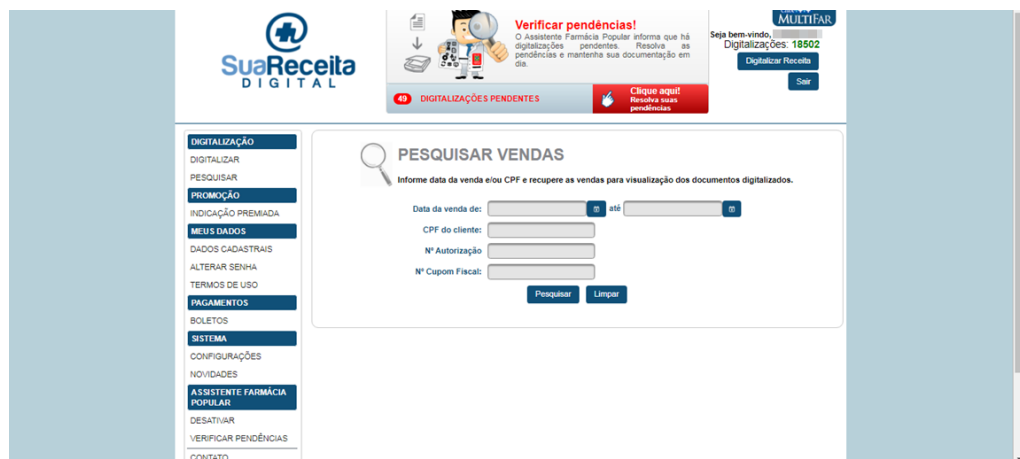 SuaReceita
DIGITAL
Verificar pendências!
O Assistente Farmácia Popular informa que há
digitalizações pendentes. Resolva as
pendências e mantenha sua documentação em
dia.
49 DIGITALIZAÇÕES PENDENTES
Clique aqui!
Resolva suas
pendências
MULTIFAR
Seja bem-vindo,
Digitalizações: 18502
Digitalizar Receita
Sair
DIGITALIZAÇÃO
DIGITALIZAR
PESQUISAR
PROMOÇÃO
INDICAÇÃO PREMIADA
MEUS DADOS
DADOS CADASTRAIS
ALTERAR SENHA
TERMOS DE USO
PAGAMENTOS
BOLETOS
SISTEMA
CONFIGURAÇÕES
NOVIDADES
ASSISTENTE FARMÁCIA
POPULAR
DESATIVAR
VERIFICAR PENDÊNCIAS
CONTATO
PESQUISAR VENDAS
Informe data da venda e/ou CPF e recupere as vendas para visualização dos documentos digitalizados.
Data da venda de: até
CPF do cliente:
Nº Autorização
Nº Cupom Fiscal:
Pesquisar Limpar